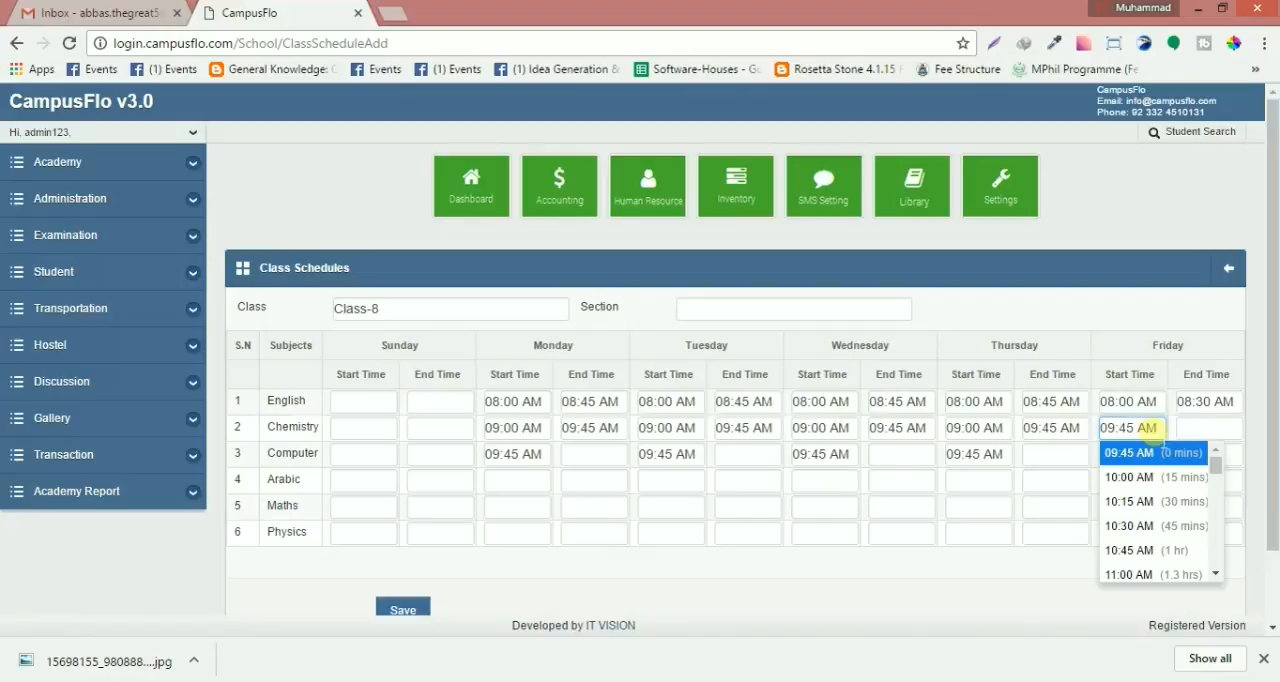 Inbox - abbas.thegreat5
CampusFlo
Muhammad
login.campusflo.com/School/ClassScheduleAdd
Apps Events (1) Events General Knowledge: Events (1) Events (1) Idea Generation & Software-Houses - Go Rosetta Stone 4.1.15 Fee Structure MPhil Programme (Fe »
CampusFlo v3.0
CampusFlo
Email: info@campusflo.com
Phone: 92 332 4510131
Hi, admin123,
Student Search
Academy
Administration
Examination
Student
Transportation
Hostel
Discussion
Gallery
Transaction
Academy Report
Dashboard Accounting Human Resource Inventory SMS Setting Library Settings
Class Schedules
Class Class-8 Section
S.N Subjects Sunday Monday Tuesday Wednesday Thursday Friday
Start Time End Time Start Time End Time Start Time End Time Start Time End Time Start Time End Time Start Time End Time
1 English 08:00 AM 08:45 AM 08:00 AM 08:45 AM 08:00 AM 08:45 AM 08:00 AM 08:45 AM 08:00 AM 08:30 AM
2 Chemistry 09:00 AM 09:45 AM 09:00 AM 09:45 AM 09:00 AM 09:45 AM 09:00 AM 09:45 AM 09:45 AM
3 Computer 09:45 AM 09:45 AM 09:45 AM 09:45 AM
4 Arabic
5 Maths
6 Physics
09:45 AM (0 mins)
10:00 AM (15 mins)
10:15 AM (30 mins)
10:30 AM (45 mins)
10:45 AM (1 hr)
11:00 AM (1.3 hrs)
Save
Developed by IT VISION
Registered Version
15698155_980888....jpg
Show all